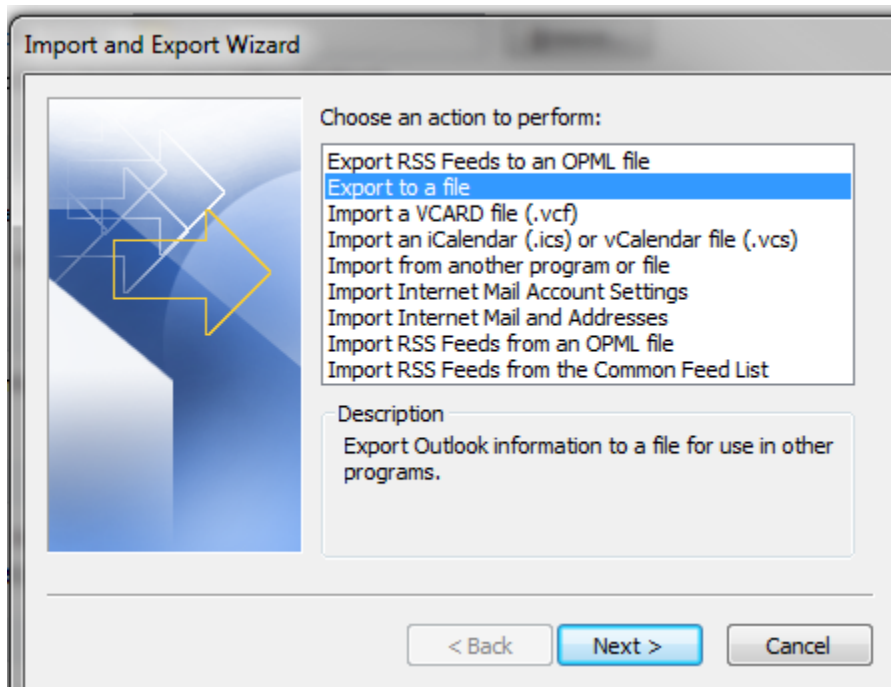 Import and Export Wizard
Choose an action to perform:
Export RSS Feeds to an OPML file
Export to a file
Import a VCARD file (.vcf)
Import an iCalendar (.ics) or vCalendar file (.vcs)
Import from another program or file
Import Internet Mail Account Settings
Import Internet Mail and Addresses
Import RSS Feeds from an OPML file
Import RSS Feeds from the Common Feed List
Description
Export Outlook information to a file for use in other
programs.
< Back
Next >
Cancel